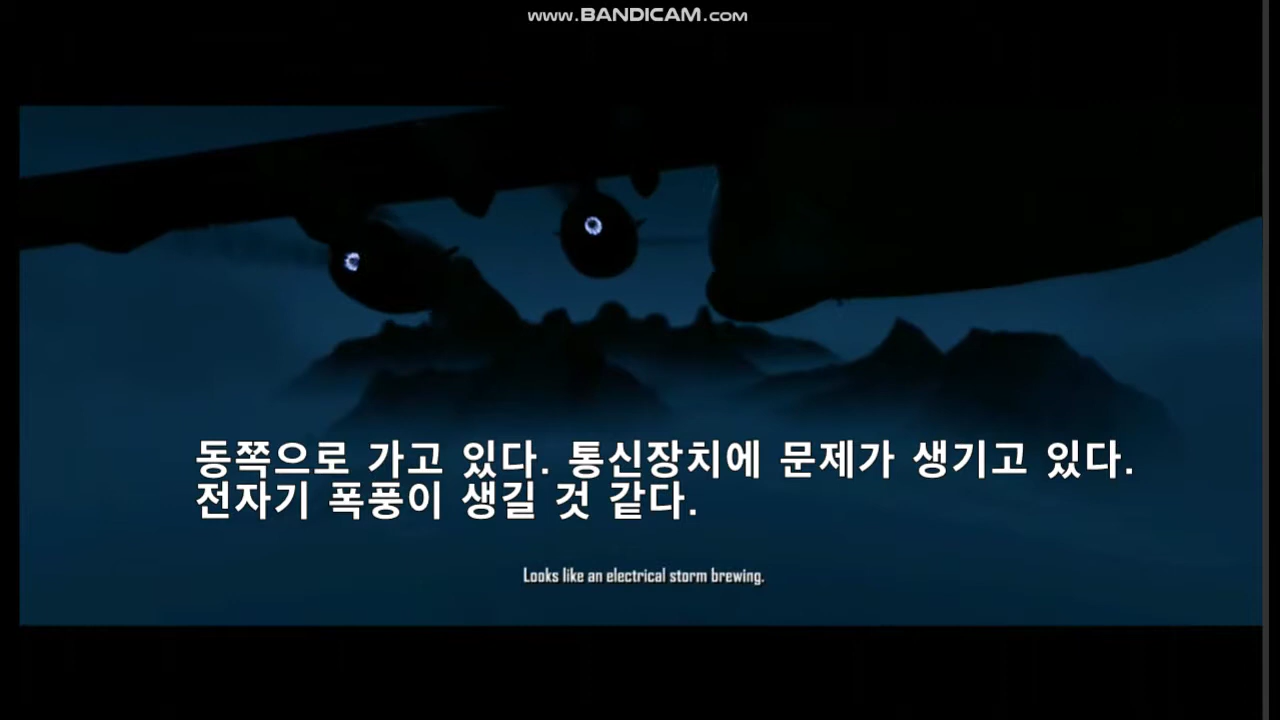 www.BANDICAM.com
동쪽으로 가고 있다. 통신장치에 문제가 생기고 있다.
전자기 폭풍이 생길 것 같다.
Looks like an electrical storm brewing.